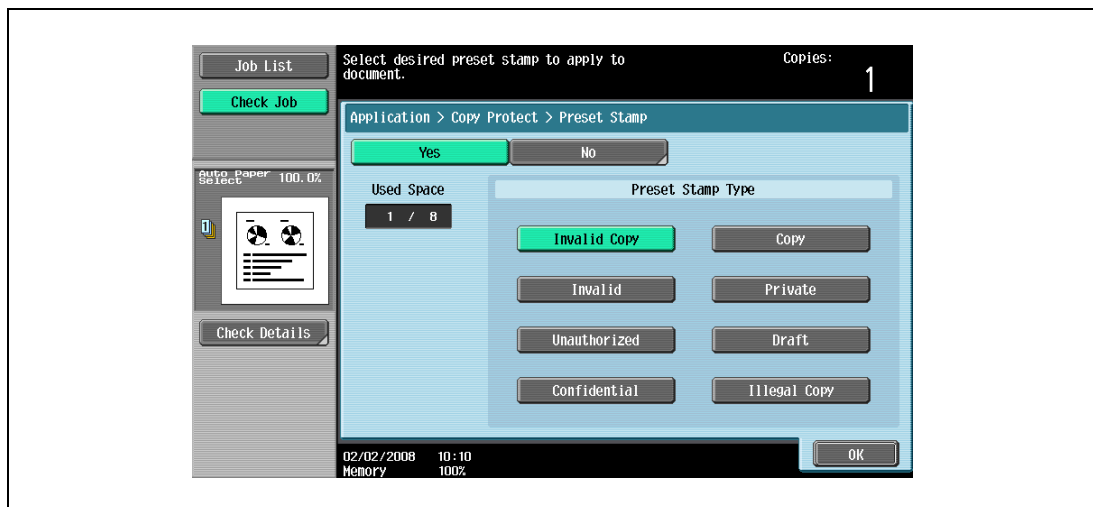 Job List
Check Job
Select desired preset stamp to apply to
document.
Copies:
1
Application > Copy Protect > Preset Stamp
Yes
No
Auto Paper
Select
100.0%
1
Check Details
Used Space
1 / 8
Preset Stamp Type
Invalid Copy
Copy
Invalid
Private
Unauthorized
Draft
Confidential
Illegal Copy
02/02/2008 10:10
Memory 100%
OK